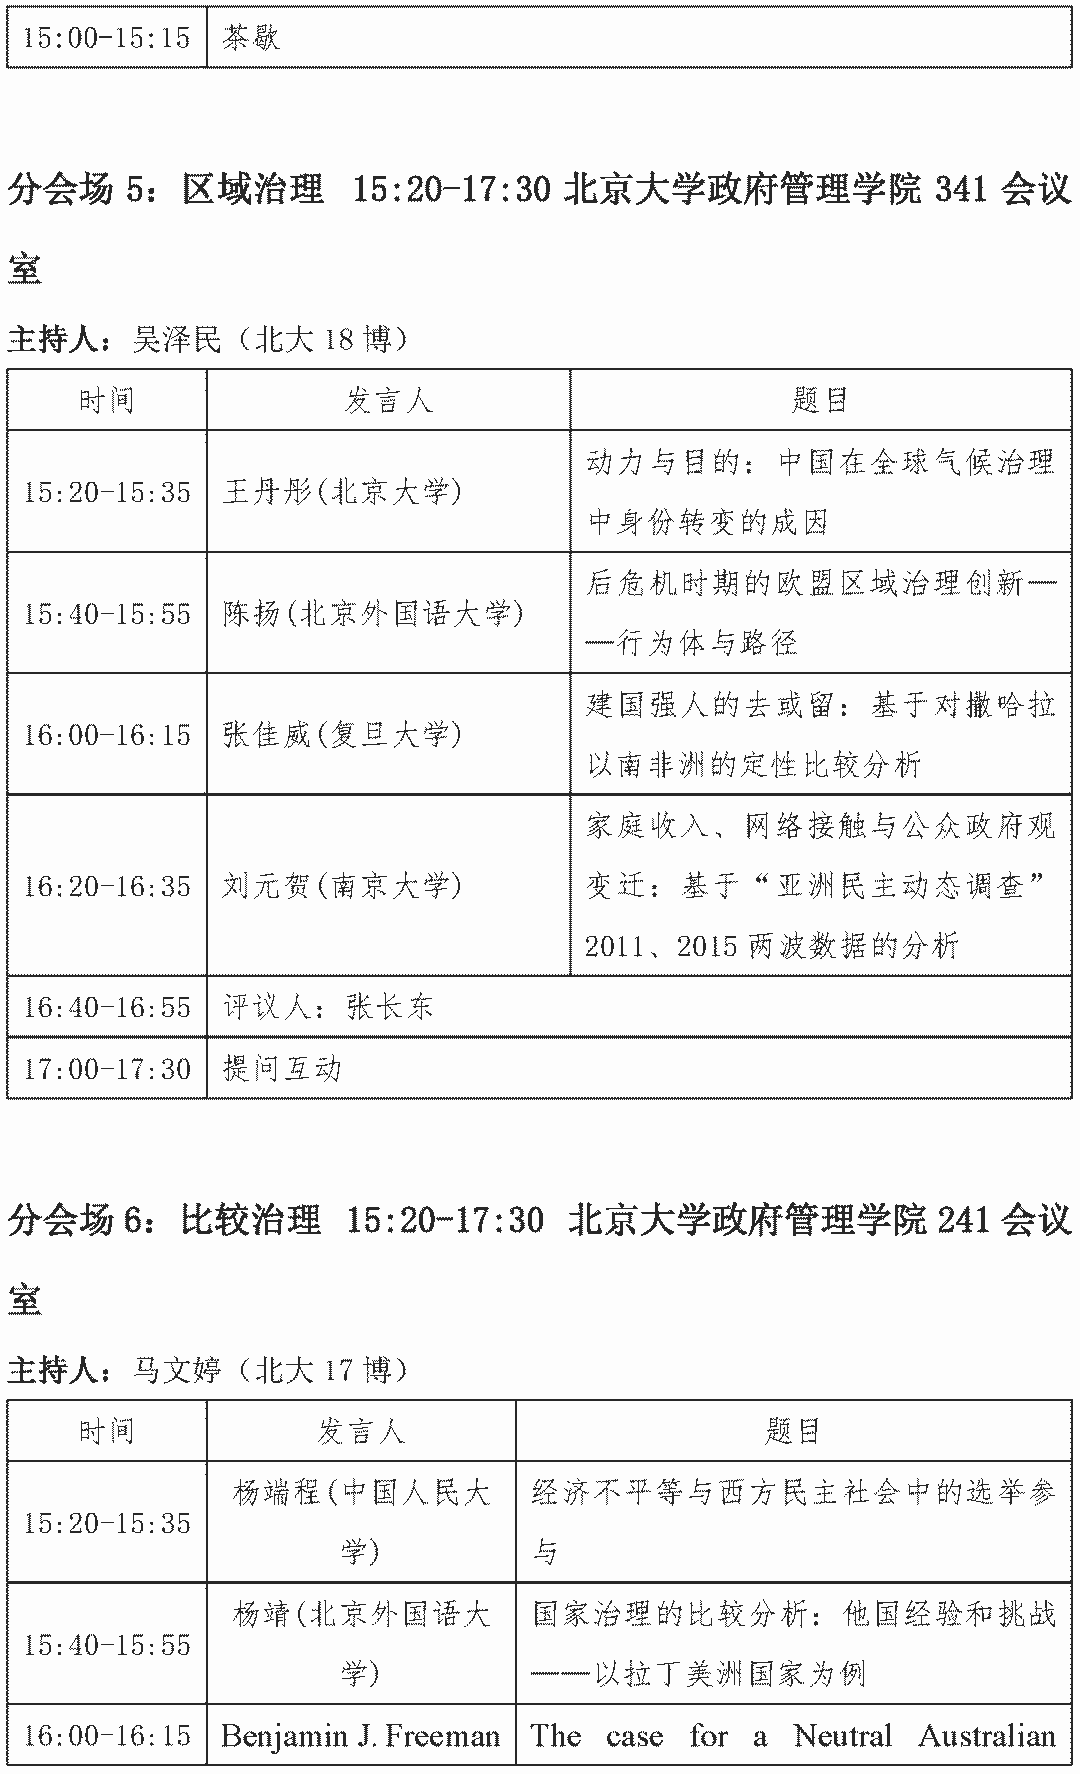 15:00-15:15 茶歇
分会场 5：区域治理 15:20-17:30 北京大学政府管理学院 341 会议
室
主持人：吴泽民（北大 18 博）
时间 发言人 题目
15:20-15:35 王丹彤(北京大学) 动力与目的：中国在全球气候治理
中身份转变的成因
15:40-15:55 陈扬(北京外国语大学) 后危机时期的欧盟区域治理创新—
—行为体与路径
16:00-16:15 张佳威(复旦大学) 建国强人的去或留：基于对撒哈拉
以南非洲的定性比较分析
16:20-16:35 刘元贺(南京大学) 家庭收入、网络接触与公众政府观
变迁：基于“亚洲民主动态调查”
2011、2015 两波数据的分析
16:40-16:55 评议人：张长东
17:00-17:30 提问互动
分会场 6：比较治理 15:20-17:30 北京大学政府管理学院 241 会议
室
主持人：马文婷（北大 17 博）
时间 发言人 题目
15:20-15:35 杨端程(中国人民大
学) 经济不平等与西方民主社会中的选举参
与
15:40-15:55 杨靖(北京外国语大
学) 国家治理的比较分析：他国经验和挑战
——以拉丁美洲国家为例
16:00-16:15 Benjamin J. Freeman The case for a Neutral Australian